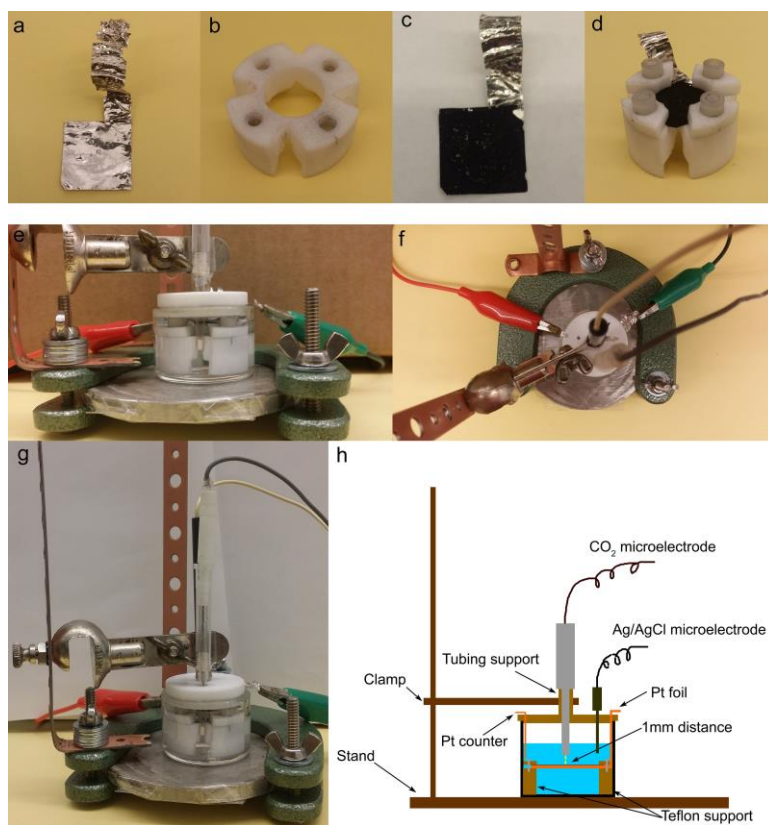 a
b
c
d
e
f
g
h
CO₂ microelectrode
Ag/AgCl microelectrode
Tubing support
Pt foil
Clamp
Pt counter
1mm distance
Stand
Teflon support